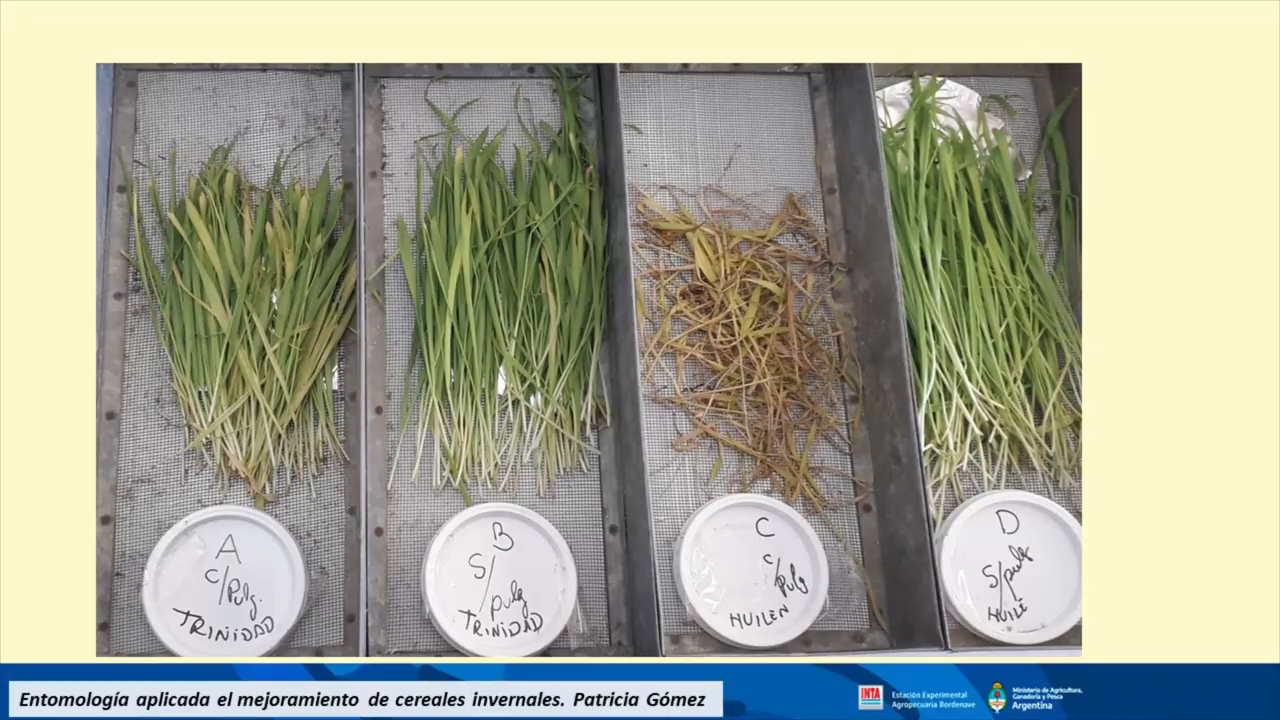 A
c/Pulg.
TRINIDAD
B
S/
pulg
TRINIDAD
C
c/
Pulg
HUILEN
D
S/pulg
HUILE
Entomología aplicada el mejoramiento de cereales invernales. Patricia Gómez
INTA
Estación Experimental
Agropecuaria Bordenave
Ministerio de Agricultura,
Ganadería y Pesca
Argentina